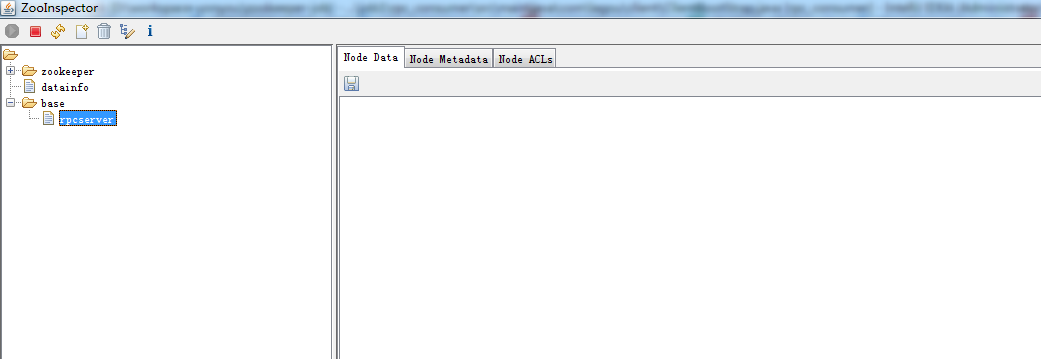 ZooInspector
zookeeper
datainfo
base
rpcserver
Node Data
Node Metadata
Node ACLs